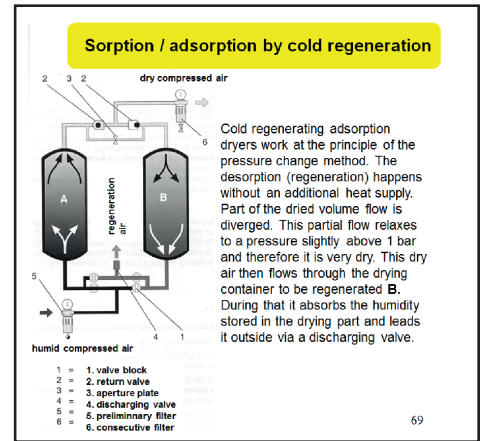 Sorption / adsorption by cold regeneration
2 3 2 dry compressed air
6
A
B
regeneration
air
5
4 1
humid compressed air
Cold regenerating adsorption
dryers work at the principle of the
pressure change method. The
desorption (regeneration) happens
without an additional heat supply.
Part of the dried volume flow is
diverged. This partial flow relaxes
to a pressure slightly above 1 bar
and therefore it is very dry. This dry
air then flows through the drying
container to be regenerated B.
During that it absorbs the humidity
stored in the drying part and leads
it outside via a discharging valve.
1 = 1. valve block
2 = 2. return valve
3 = 3. aperture plate
4 = 4. discharging valve
5 = 5. preliminnary filter
6 = 6. consecutive filter
69